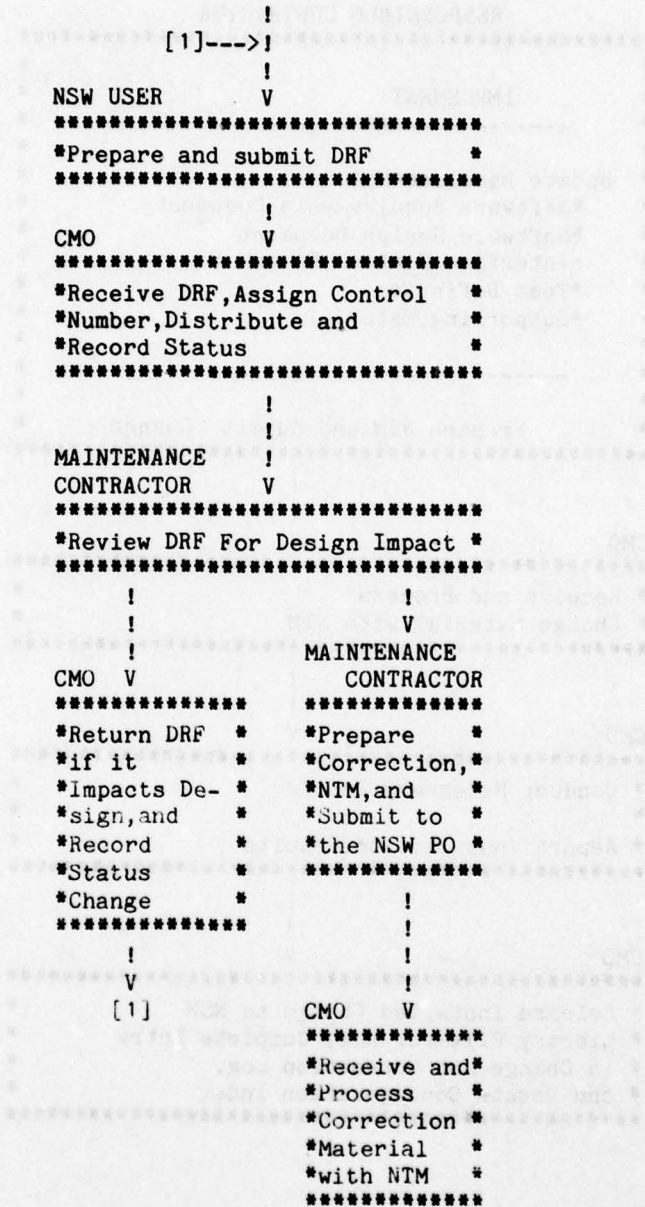 !
[1]--->!
!
NSW USER V
***********************************
*Prepare and submit DRF *
***********************************
!
CMO V
***********************************
*Receive DRF,Assign Control *
*Number,Distribute and *
*Record Status *
***********************************
!
MAINTENANCE !
CONTRACTOR V
***********************************
*Review DRF For Design Impact *
***********************************
! !
! V
! MAINTENANCE
CMO V CONTRACTOR
*************** **************
*Return DRF * *Prepare *
*if it * *Correction,*
*Impacts De- * *NTM,and *
*sign,and * *Submit to *
*Record * *the NSW PO *
*Status * **************
*Change * !
*************** !
! !
V !
[1] CMO V
**************
*Receive and*
*Process *
*Correction *
*Material *
*with NTM *
**************